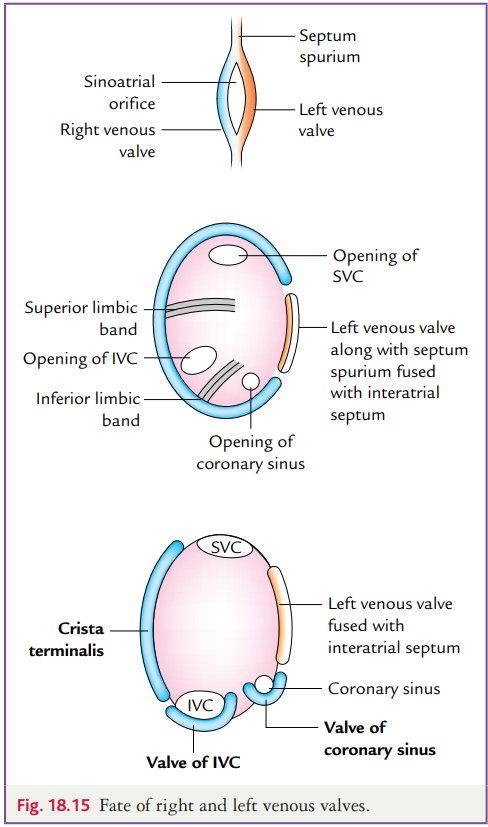 Septum
spurium
Sinoatrial
orifice
Left venous
valve
Right venous
valve
Opening of
SVC
Superior limbic
band
Left venous valve
along with septum
spurium fused
with interatrial
septum
Opening of IVC
Inferior limbic
band
Opening of
coronary sinus
SVC
Left venous valve
fused with
interatrial septum
Crista
terminalis
Coronary sinus
IVC
Valve of
coronary sinus
Valve of IVC
Fig. 18.15 Fate of right and left venous valves.